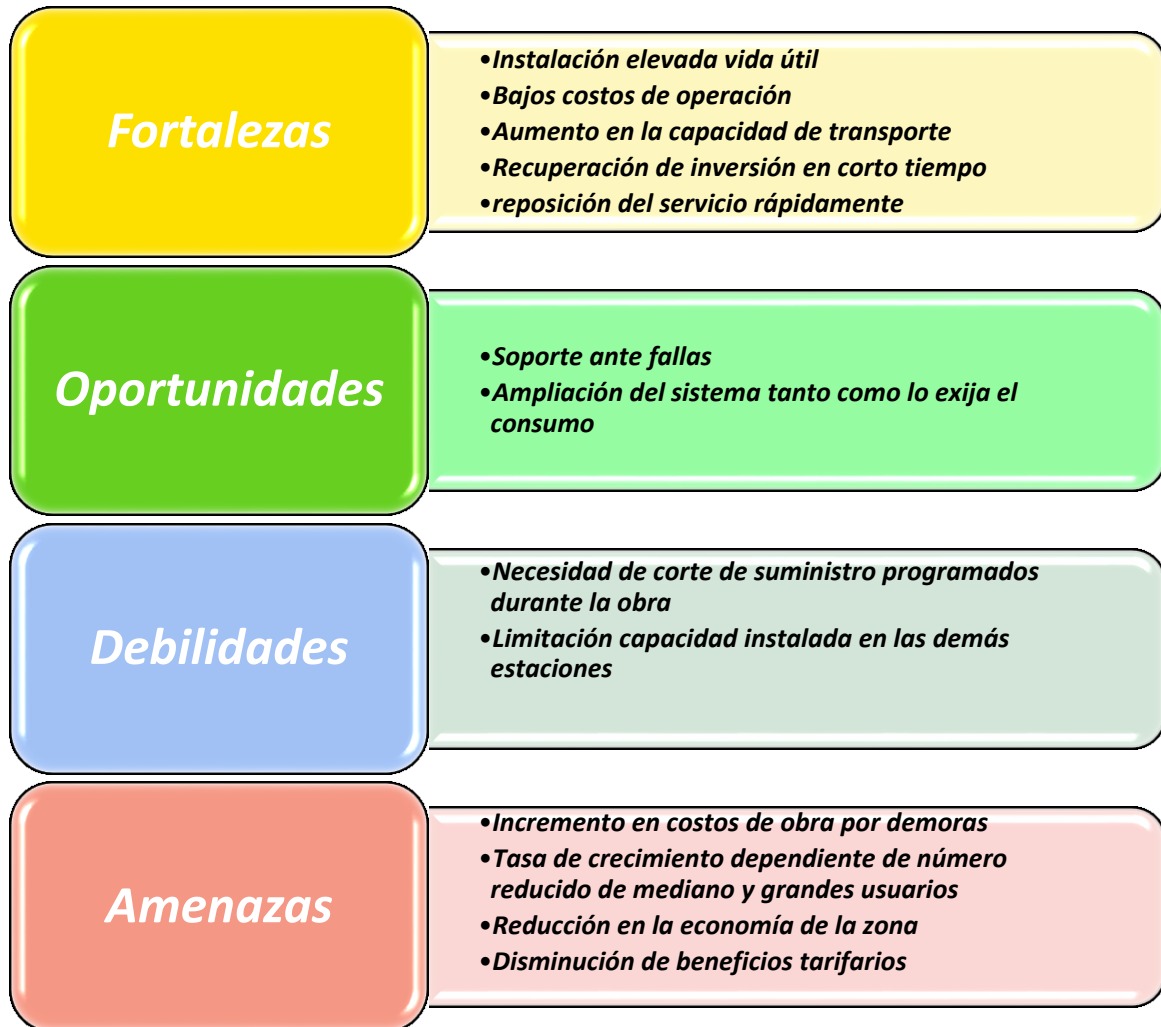 Fortalezas
•Instalación elevada vida útil
•Bajos costos de operación
•Aumento en la capacidad de transporte
•Recuperación de inversión en corto tiempo
•reposición del servicio rápidamente
Oportunidades
•Soporte ante fallas
•Ampliación del sistema tanto como lo exija el
consumo
Debilidades
•Necesidad de corte de suministro programados
durante la obra
•Limitación capacidad instalada en las demás
estaciones
Amenazas
•Incremento en costos de obra por demoras
•Tasa de crecimiento dependiente de número
reducido de mediano y grandes usuarios
•Reducción en la economía de la zona
•Disminución de beneficios tarifarios